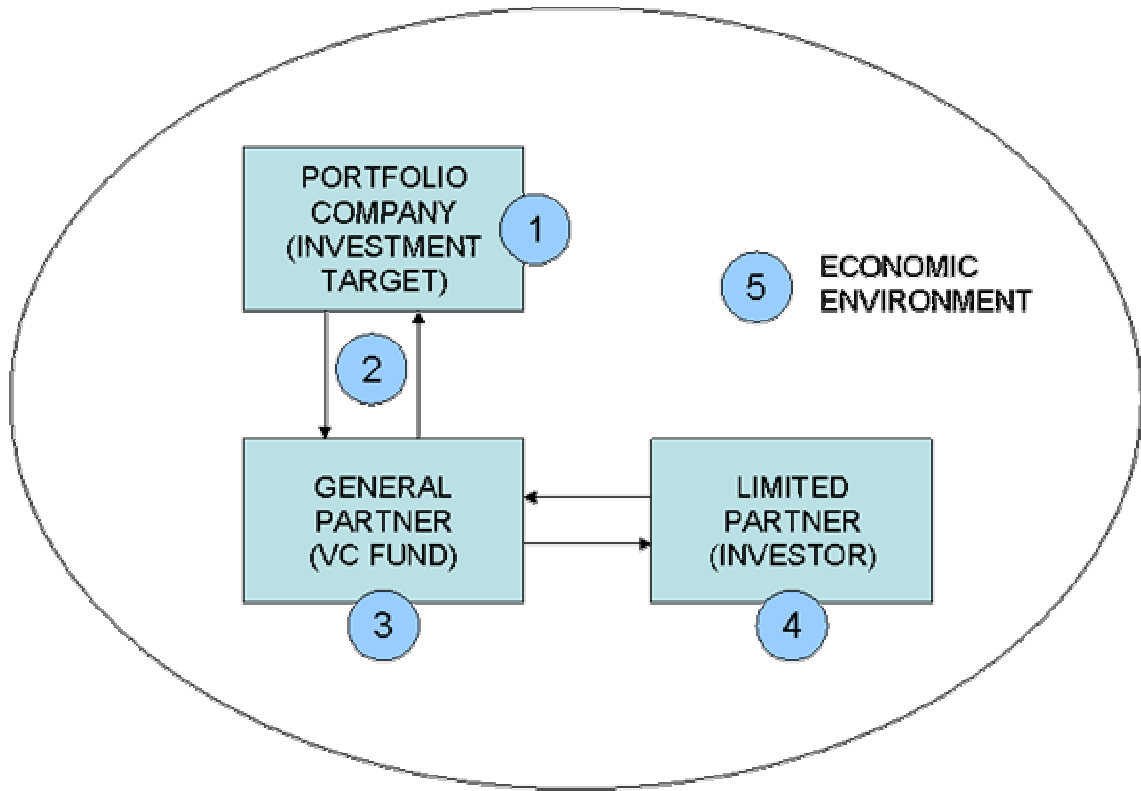 PORTFOLIO
COMPANY
(INVESTMENT
TARGET)
1
5
ECONOMIC
ENVIRONMENT
2
GENERAL
PARTNER
(VC FUND)
3
LIMITED
PARTNER
(INVESTOR)
4